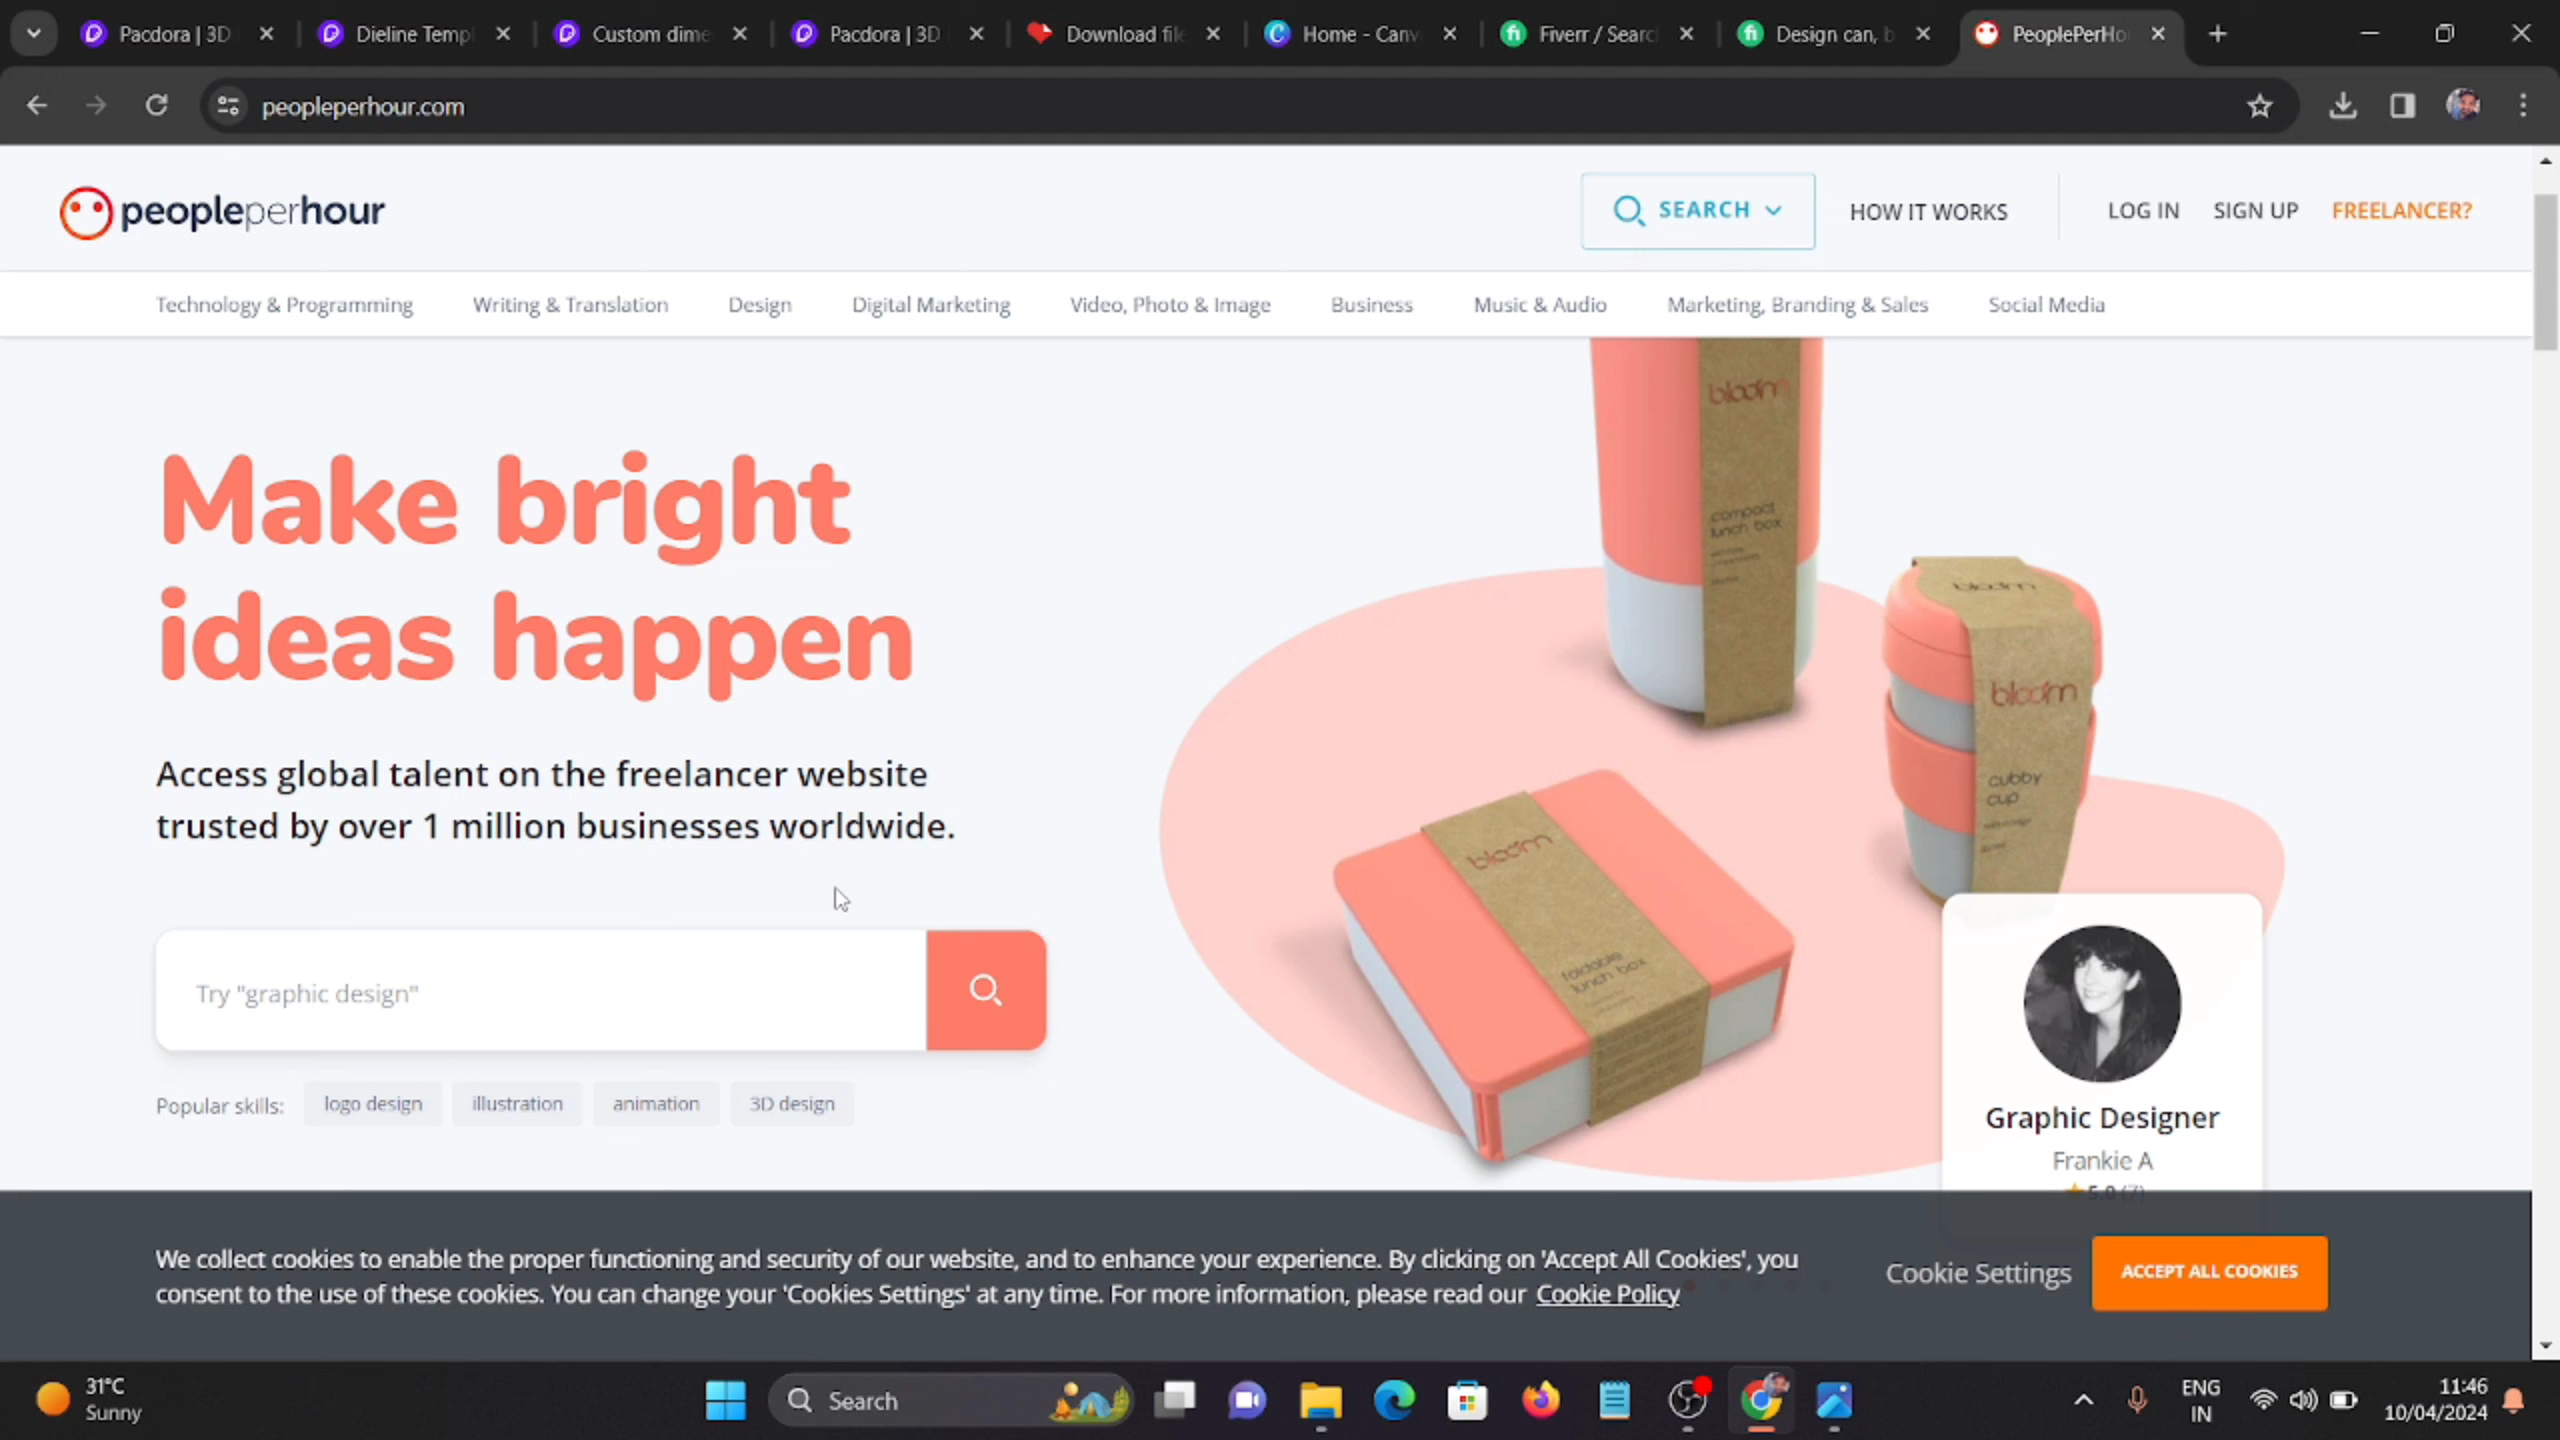 Pacdora | 3D
Dieline Templ
Custom dime
Pacdora | 3D
Download file
Home - Canv
Fiverr / Searc
Design can, b
PeoplePerHo
peopleperhour.com
peopleperhour
SEARCH
HOW IT WORKS
LOG IN
SIGN UP
FREELANCER?
Technology & Programming
Writing & Translation
Design
Digital Marketing
Video, Photo & Image
Business
Music & Audio
Marketing, Branding & Sales
Social Media
Make bright
ideas happen
Access global talent on the freelancer website
trusted by over 1 million businesses worldwide.
Try "graphic design"
Popular skills:
logo design
illustration
animation
3D design
bloom
compact
lunch box
bloom
bloom
cubby
cup
bloom
foldable
lunch box
Graphic Designer
Frankie A
5.0 (7)
We collect cookies to enable the proper functioning and security of our website, and to enhance your experience. By clicking on 'Accept All Cookies', you
consent to the use of these cookies. You can change your 'Cookies Settings' at any time. For more information, please read our Cookie Policy
Cookie Settings
ACCEPT ALL COOKIES
31°C
Sunny
Search
ENG
IN
11:46
10/04/2024